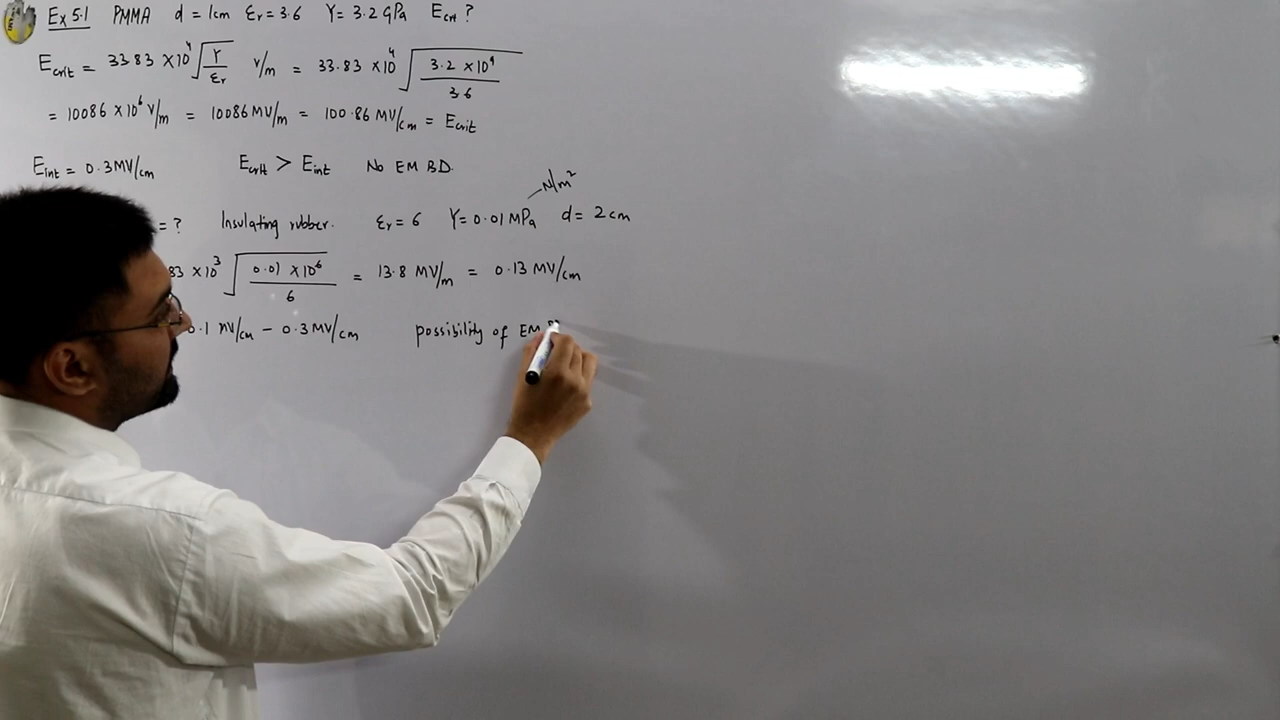 Ex 5.1 PMMA d = 1cm εr = 3.6 Y = 3.2 GPa Ecrit ?
Ecrit = 33.83 × 10⁴ √(Y/εr) V/m = 33.83 × 10⁴ √(3.2 × 10⁹/3.6)
= 10086 × 10⁶ V/m = 10086 MV/m = 100.86 MV/cm = Ecrit
Eint = 0.3 MV/cm Ecrit > Eint No EM BD.
N/m²
= ? Insulating rubber. εr = 6 Y = 0.01 MPa d = 2 cm
83 × 10³ √(0.01 × 10⁶/6) = 13.8 MV/m = 0.13 MV/cm
0.1 MV/cm - 0.3 MV/cm possibility of EM